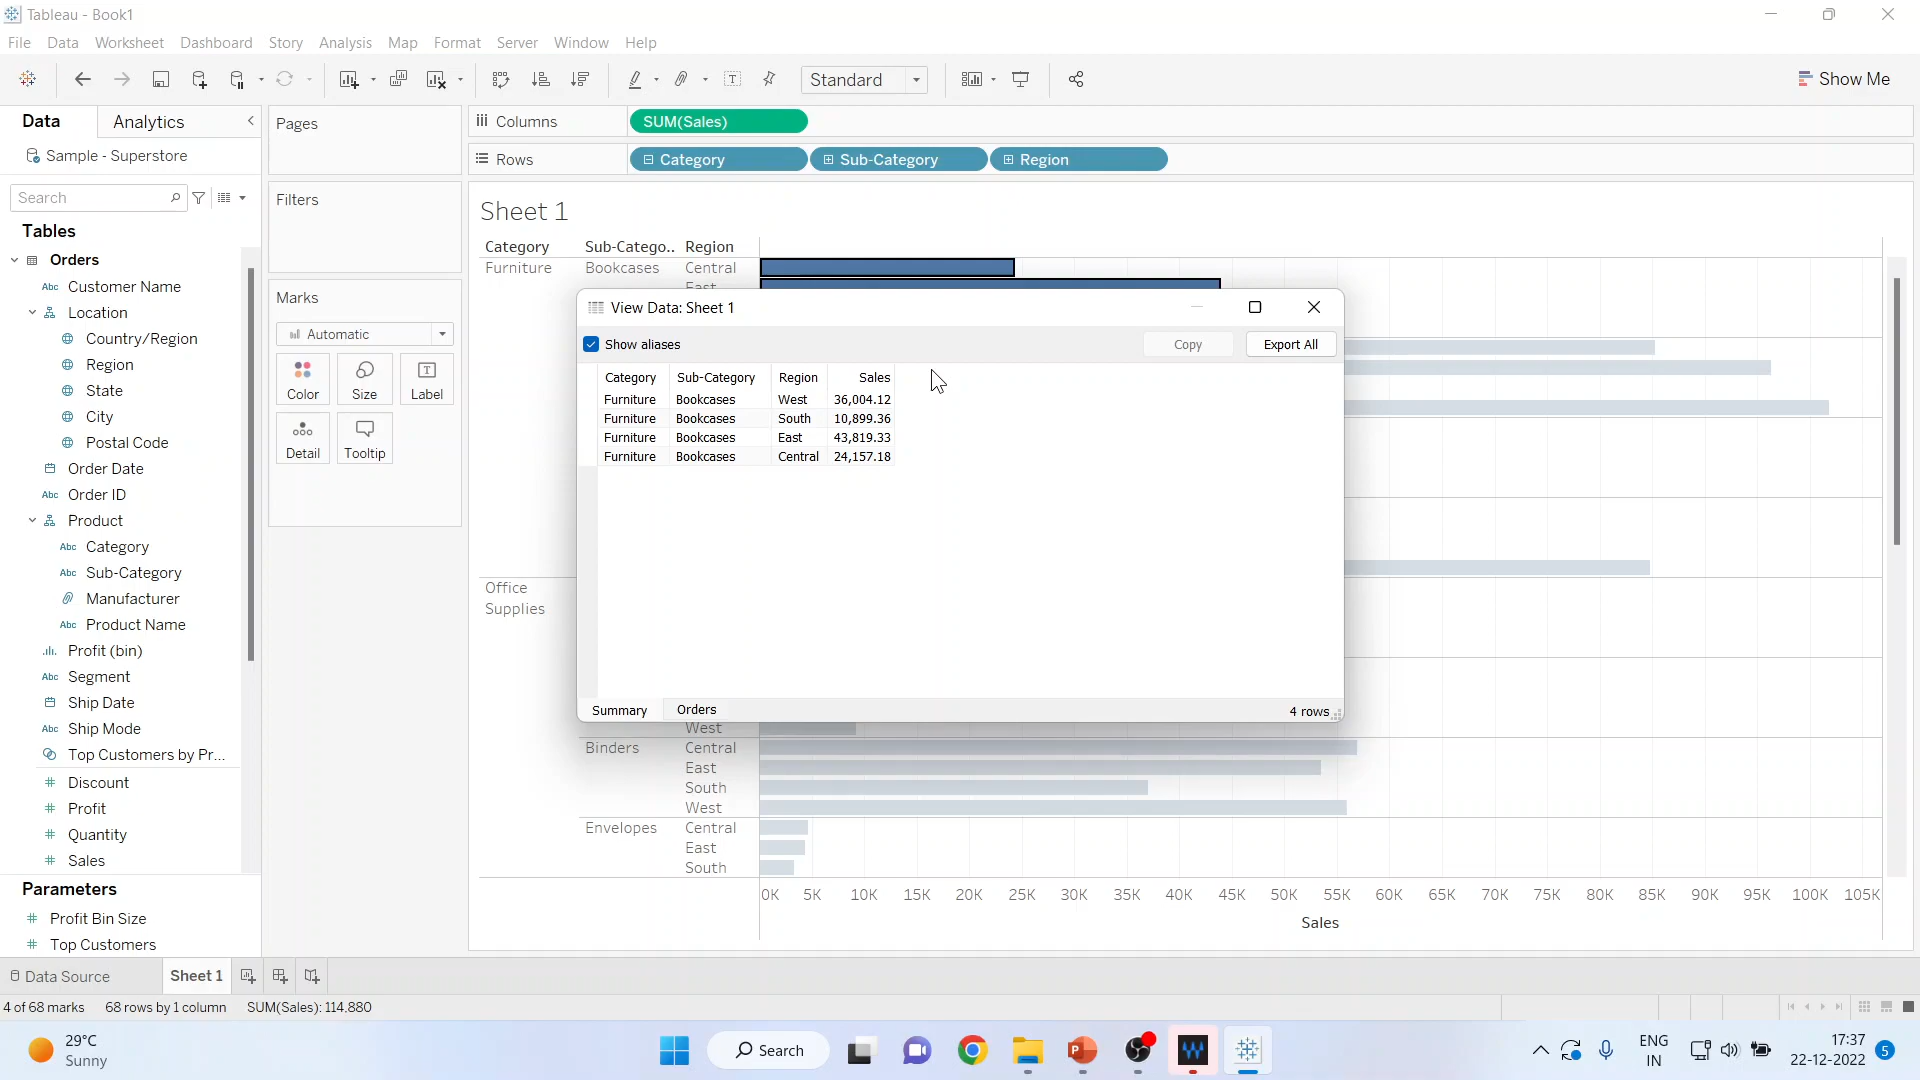 Tableau - Book1
File Data Worksheet Dashboard Story Analysis Map Format Server Window Help
Standard
Show Me
Data Analytics
Sample - Superstore
Search
Tables
Orders
Abc Customer Name
Location
Country/Region
Region
State
City
Postal Code
Order Date
Abc Order ID
Product
Abc Category
Abc Sub-Category
Manufacturer
Abc Product Name
Profit (bin)
Abc Segment
Ship Date
Abc Ship Mode
Top Customers by Pr...
# Discount
# Profit
# Quantity
# Sales
Parameters
# Profit Bin Size
# Top Customers
Pages
Filters
Marks
Automatic
Color Size Label
Detail Tooltip
Columns SUM(Sales)
Rows Category Sub-Category Region
Sheet 1
Category Sub-Catego.. Region
Furniture Bookcases Central
East
View Data: Sheet 1
Show aliases Copy Export All
Category Sub-Category Region Sales
Furniture Bookcases West 36,004.12
Furniture Bookcases South 10,899.36
Furniture Bookcases East 43,819.33
Furniture Bookcases Central 24,157.18
Summary Orders 4 rows
Office
Supplies
West
Binders Central
East
South
West
Envelopes Central
East
South
0K 5K 10K 15K 20K 25K 30K 35K 40K 45K 50K 55K 60K 65K 70K 75K 80K 85K 90K 95K 100K 105K
Sales
Data Source Sheet 1
4 of 68 marks 68 rows by 1 column SUM(Sales): 114,880
29°C
Sunny
Search
ENG
IN
17:37
22-12-2022
5